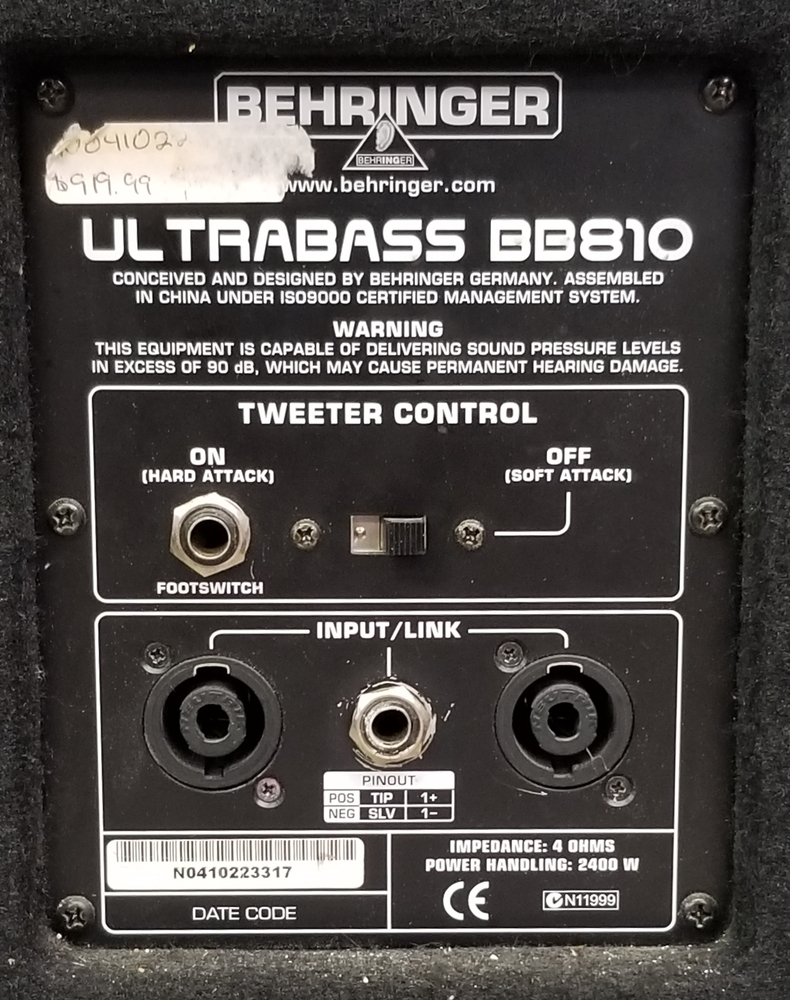 BEHRINGER
BEHRINGER
$919.99
www.behringer.com
ULTRABASS BB810
CONCEIVED AND DESIGNED BY BEHRINGER GERMANY. ASSEMBLED
IN CHINA UNDER ISO9000 CERTIFIED MANAGEMENT SYSTEM.
WARNING
THIS EQUIPMENT IS CAPABLE OF DELIVERING SOUND PRESSURE LEVELS
IN EXCESS OF 90 dB, WHICH MAY CAUSE PERMANENT HEARING DAMAGE.
TWEETER CONTROL
ON
(HARD ATTACK)
OFF
(SOFT ATTACK)
FOOTSWITCH
INPUT/LINK
PINOUT
POS TIP 1+
NEG SLV 1-
N0410223317
DATE CODE
IMPEDANCE: 4 OHMS
POWER HANDLING: 2400 W
CE N11999